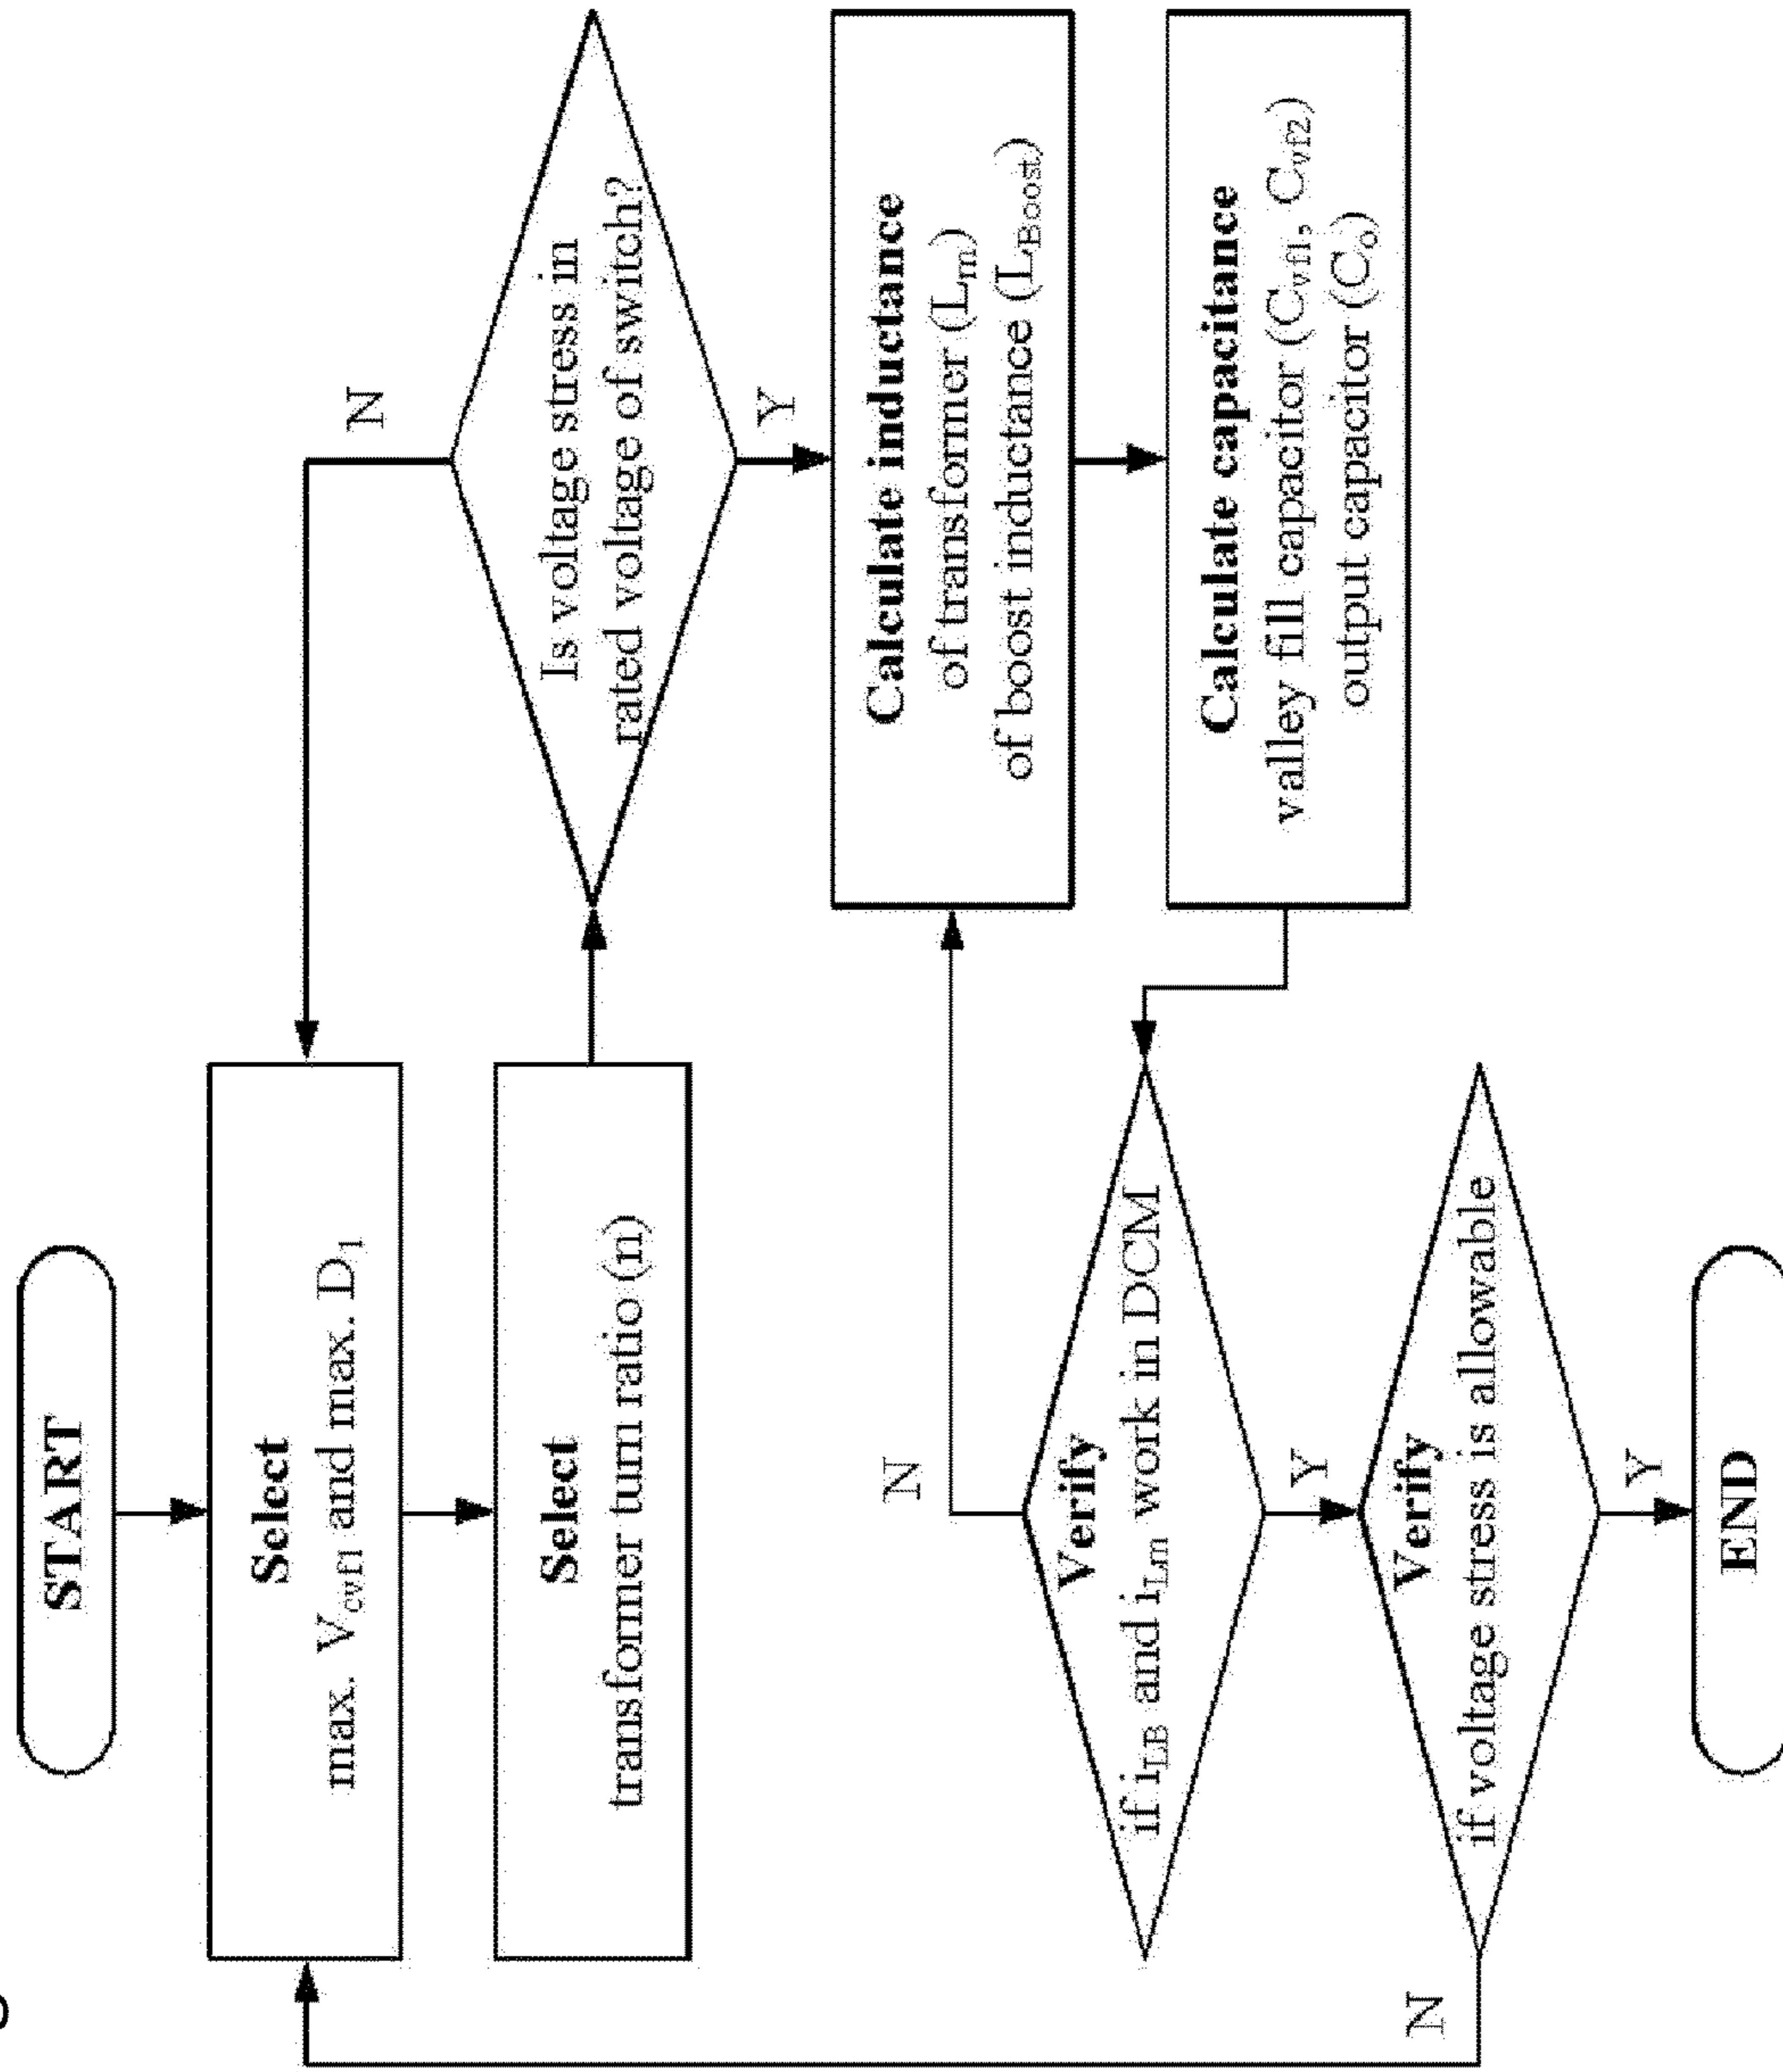 START
Select
max. Vcvf1 and max. D1
Select
transformer turn ratio (n)
Is voltage stress in
rated voltage of switch?
N
Y
Calculate inductance
of transformer (Lm)
of boost inductance (LBoost)
Calculate capacitance
valley fill capacitor (Cvf1, Cvf2)
output capacitor (Co)
N
Verify
if iLB and iLm work in DCM
Y
N
Verify
if voltage stress is allowable
Y
END